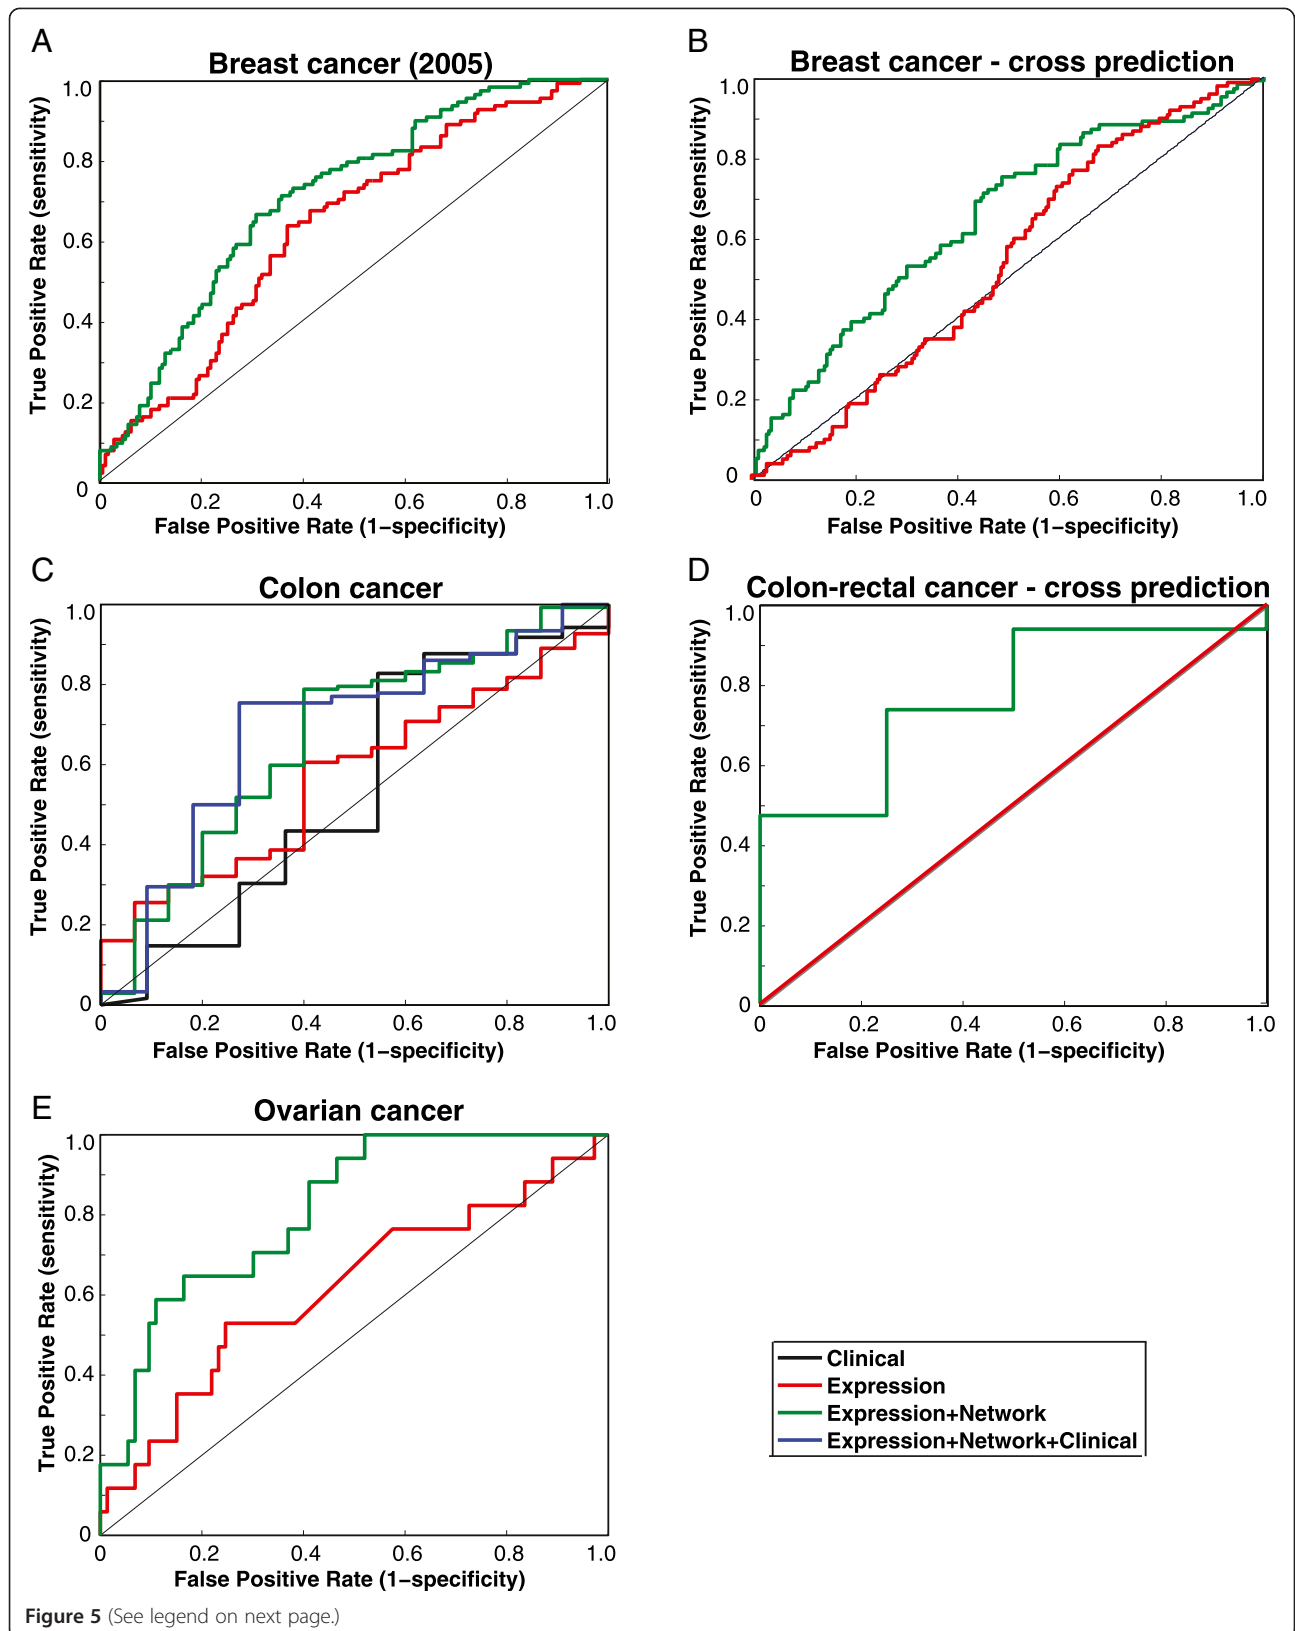 A
Breast cancer (2005)
1.0
0.8
0.6
0.4
0.2
0
True Positive Rate (sensitivity)
0 0.2 0.4 0.6 0.8 1.0
False Positive Rate (1–specificity)
B
Breast cancer - cross prediction
1.0
0.8
0.6
0.4
0.2
0
True Positive Rate (sensitivity)
0 0.2 0.4 0.6 0.8 1.0
False Positive Rate (1–specificity)
C
Colon cancer
1.0
0.8
0.6
0.4
0.2
0
True Positive Rate (sensitivity)
0 0.2 0.4 0.6 0.8 1.0
False Positive Rate (1–specificity)
D
Colon-rectal cancer - cross prediction
1.0
0.8
0.6
0.4
0.2
0
True Positive Rate (sensitivity)
0 0.2 0.4 0.6 0.8 1.0
False Positive Rate (1–specificity)
E
Ovarian cancer
1.0
0.8
0.6
0.4
0.2
0
True Positive Rate (sensitivity)
0 0.2 0.4 0.6 0.8 1.0
False Positive Rate (1–specificity)
Clinical
Expression
Expression+Network
Expression+Network+Clinical
Figure 5 (See legend on next page.)